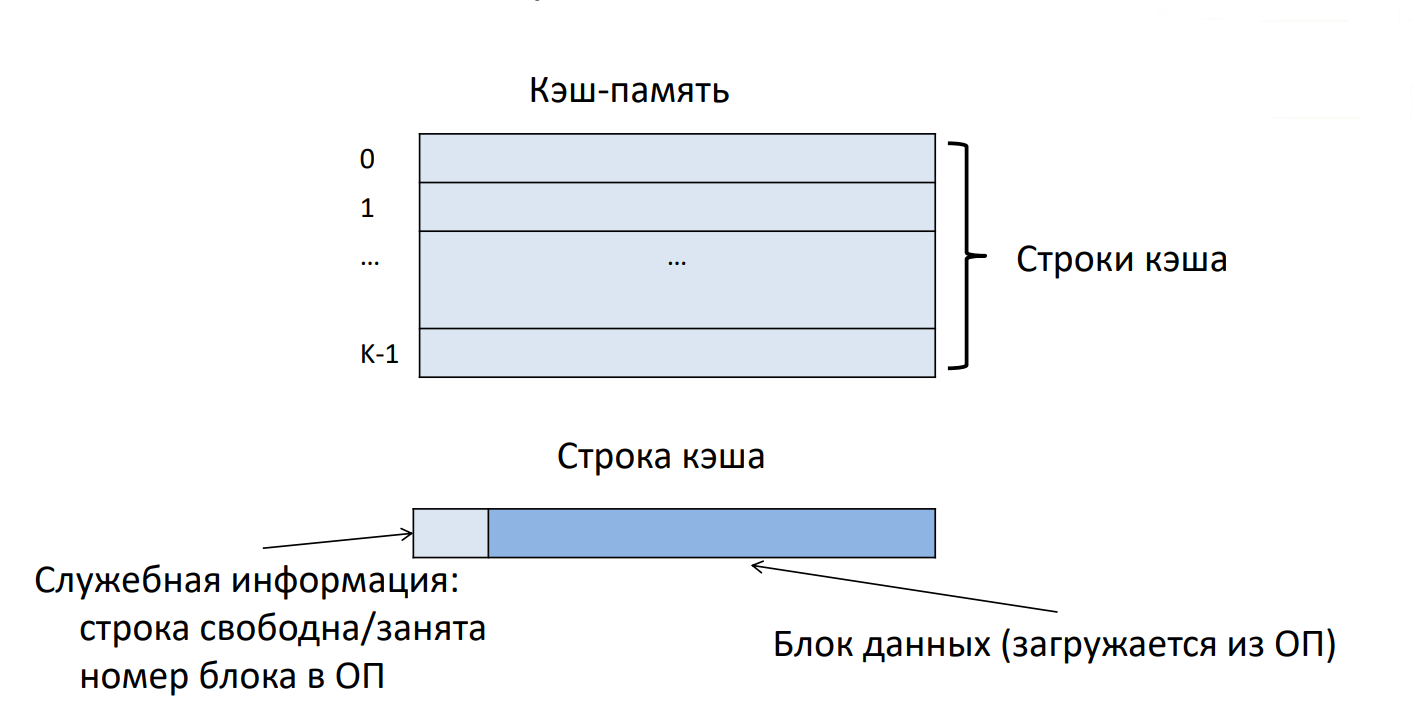 Кэш-память
0
1
...
...
K-1
Строки кэша
Строка кэша
Служебная информация:
строка свободна/занята
номер блока в ОП
Блок данных (загружается из ОП)